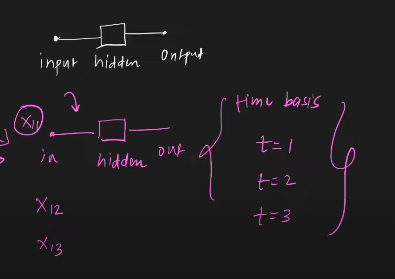 input hidden Output
X11
in hidden out
X12
X13
time basis
t=1
t=2
t=3